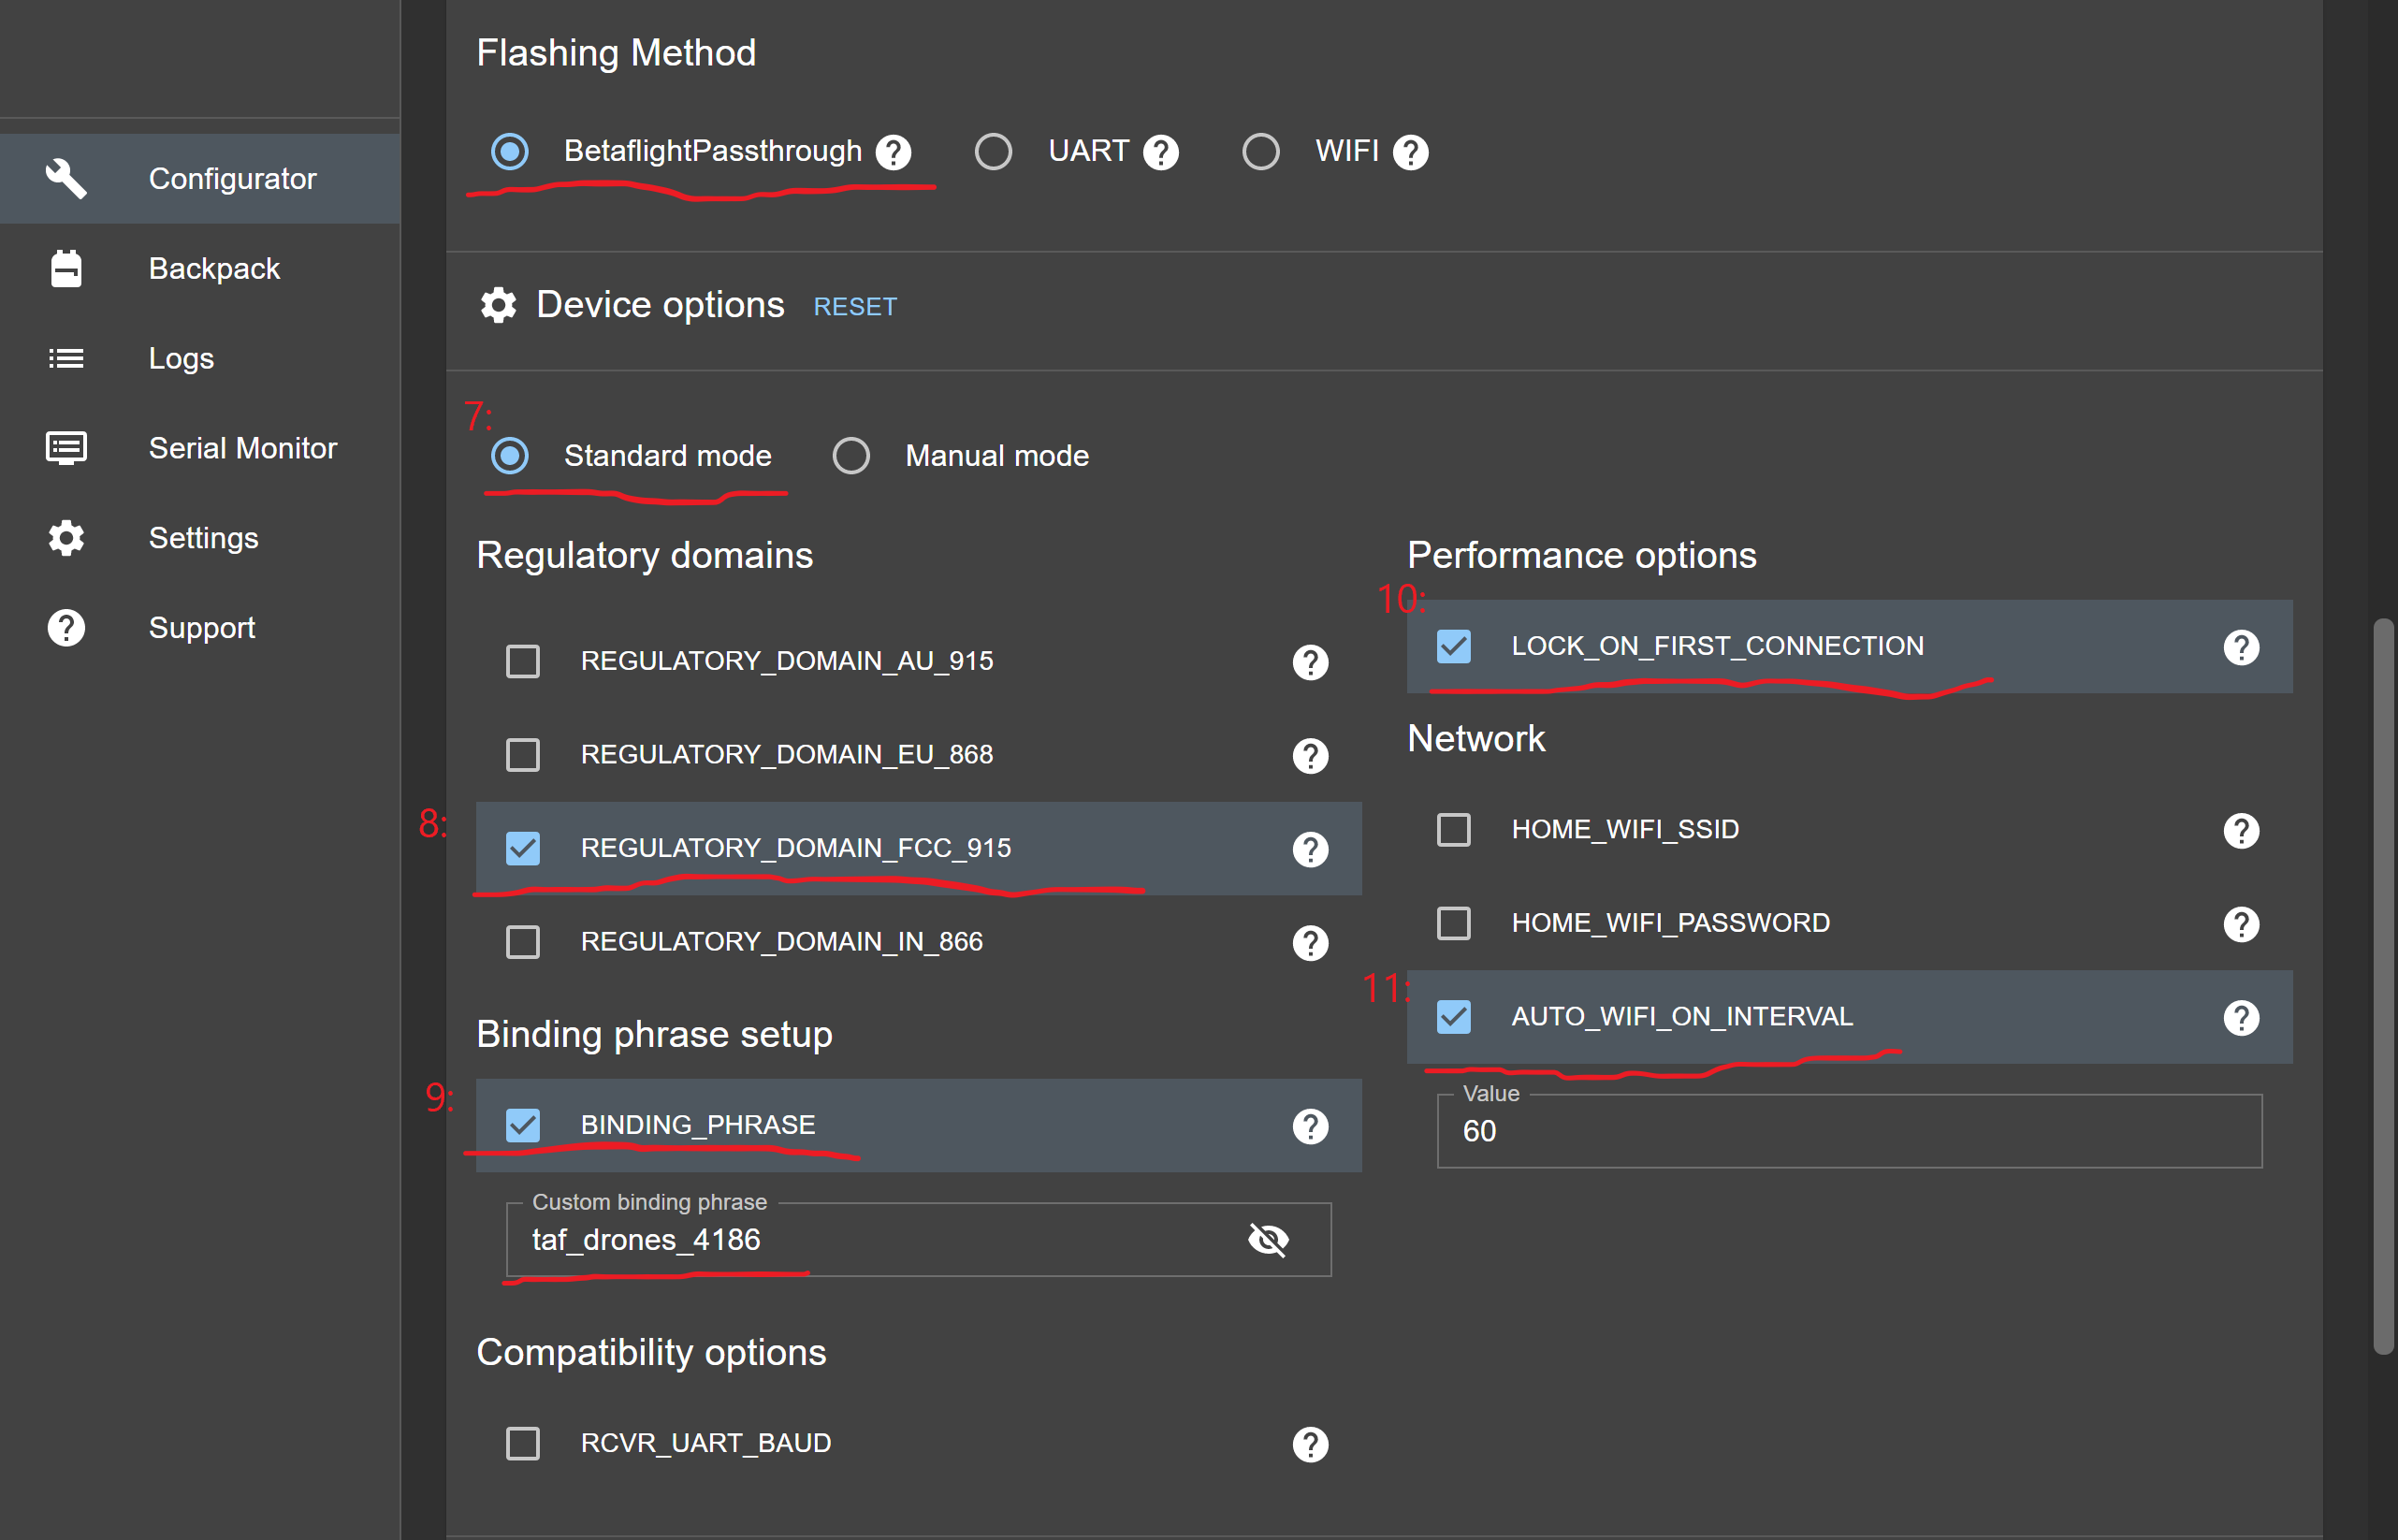 Configurator
Backpack
Logs
Serial Monitor
Settings
Support
Flashing Method
BetaflightPassthrough ? UART ? WIFI ?
Device options RESET
7:
Standard mode Manual mode
Regulatory domains
REGULATORY_DOMAIN_AU_915 ?
REGULATORY_DOMAIN_EU_868 ?
8:
REGULATORY_DOMAIN_FCC_915 ?
REGULATORY_DOMAIN_IN_866 ?
Binding phrase setup
9:
BINDING_PHRASE ?
Custom binding phrase
taf_drones_4186
Compatibility options
RCVR_UART_BAUD ?
Performance options
10:
LOCK_ON_FIRST_CONNECTION ?
Network
HOME_WIFI_SSID ?
HOME_WIFI_PASSWORD ?
11:
AUTO_WIFI_ON_INTERVAL ?
Value
60